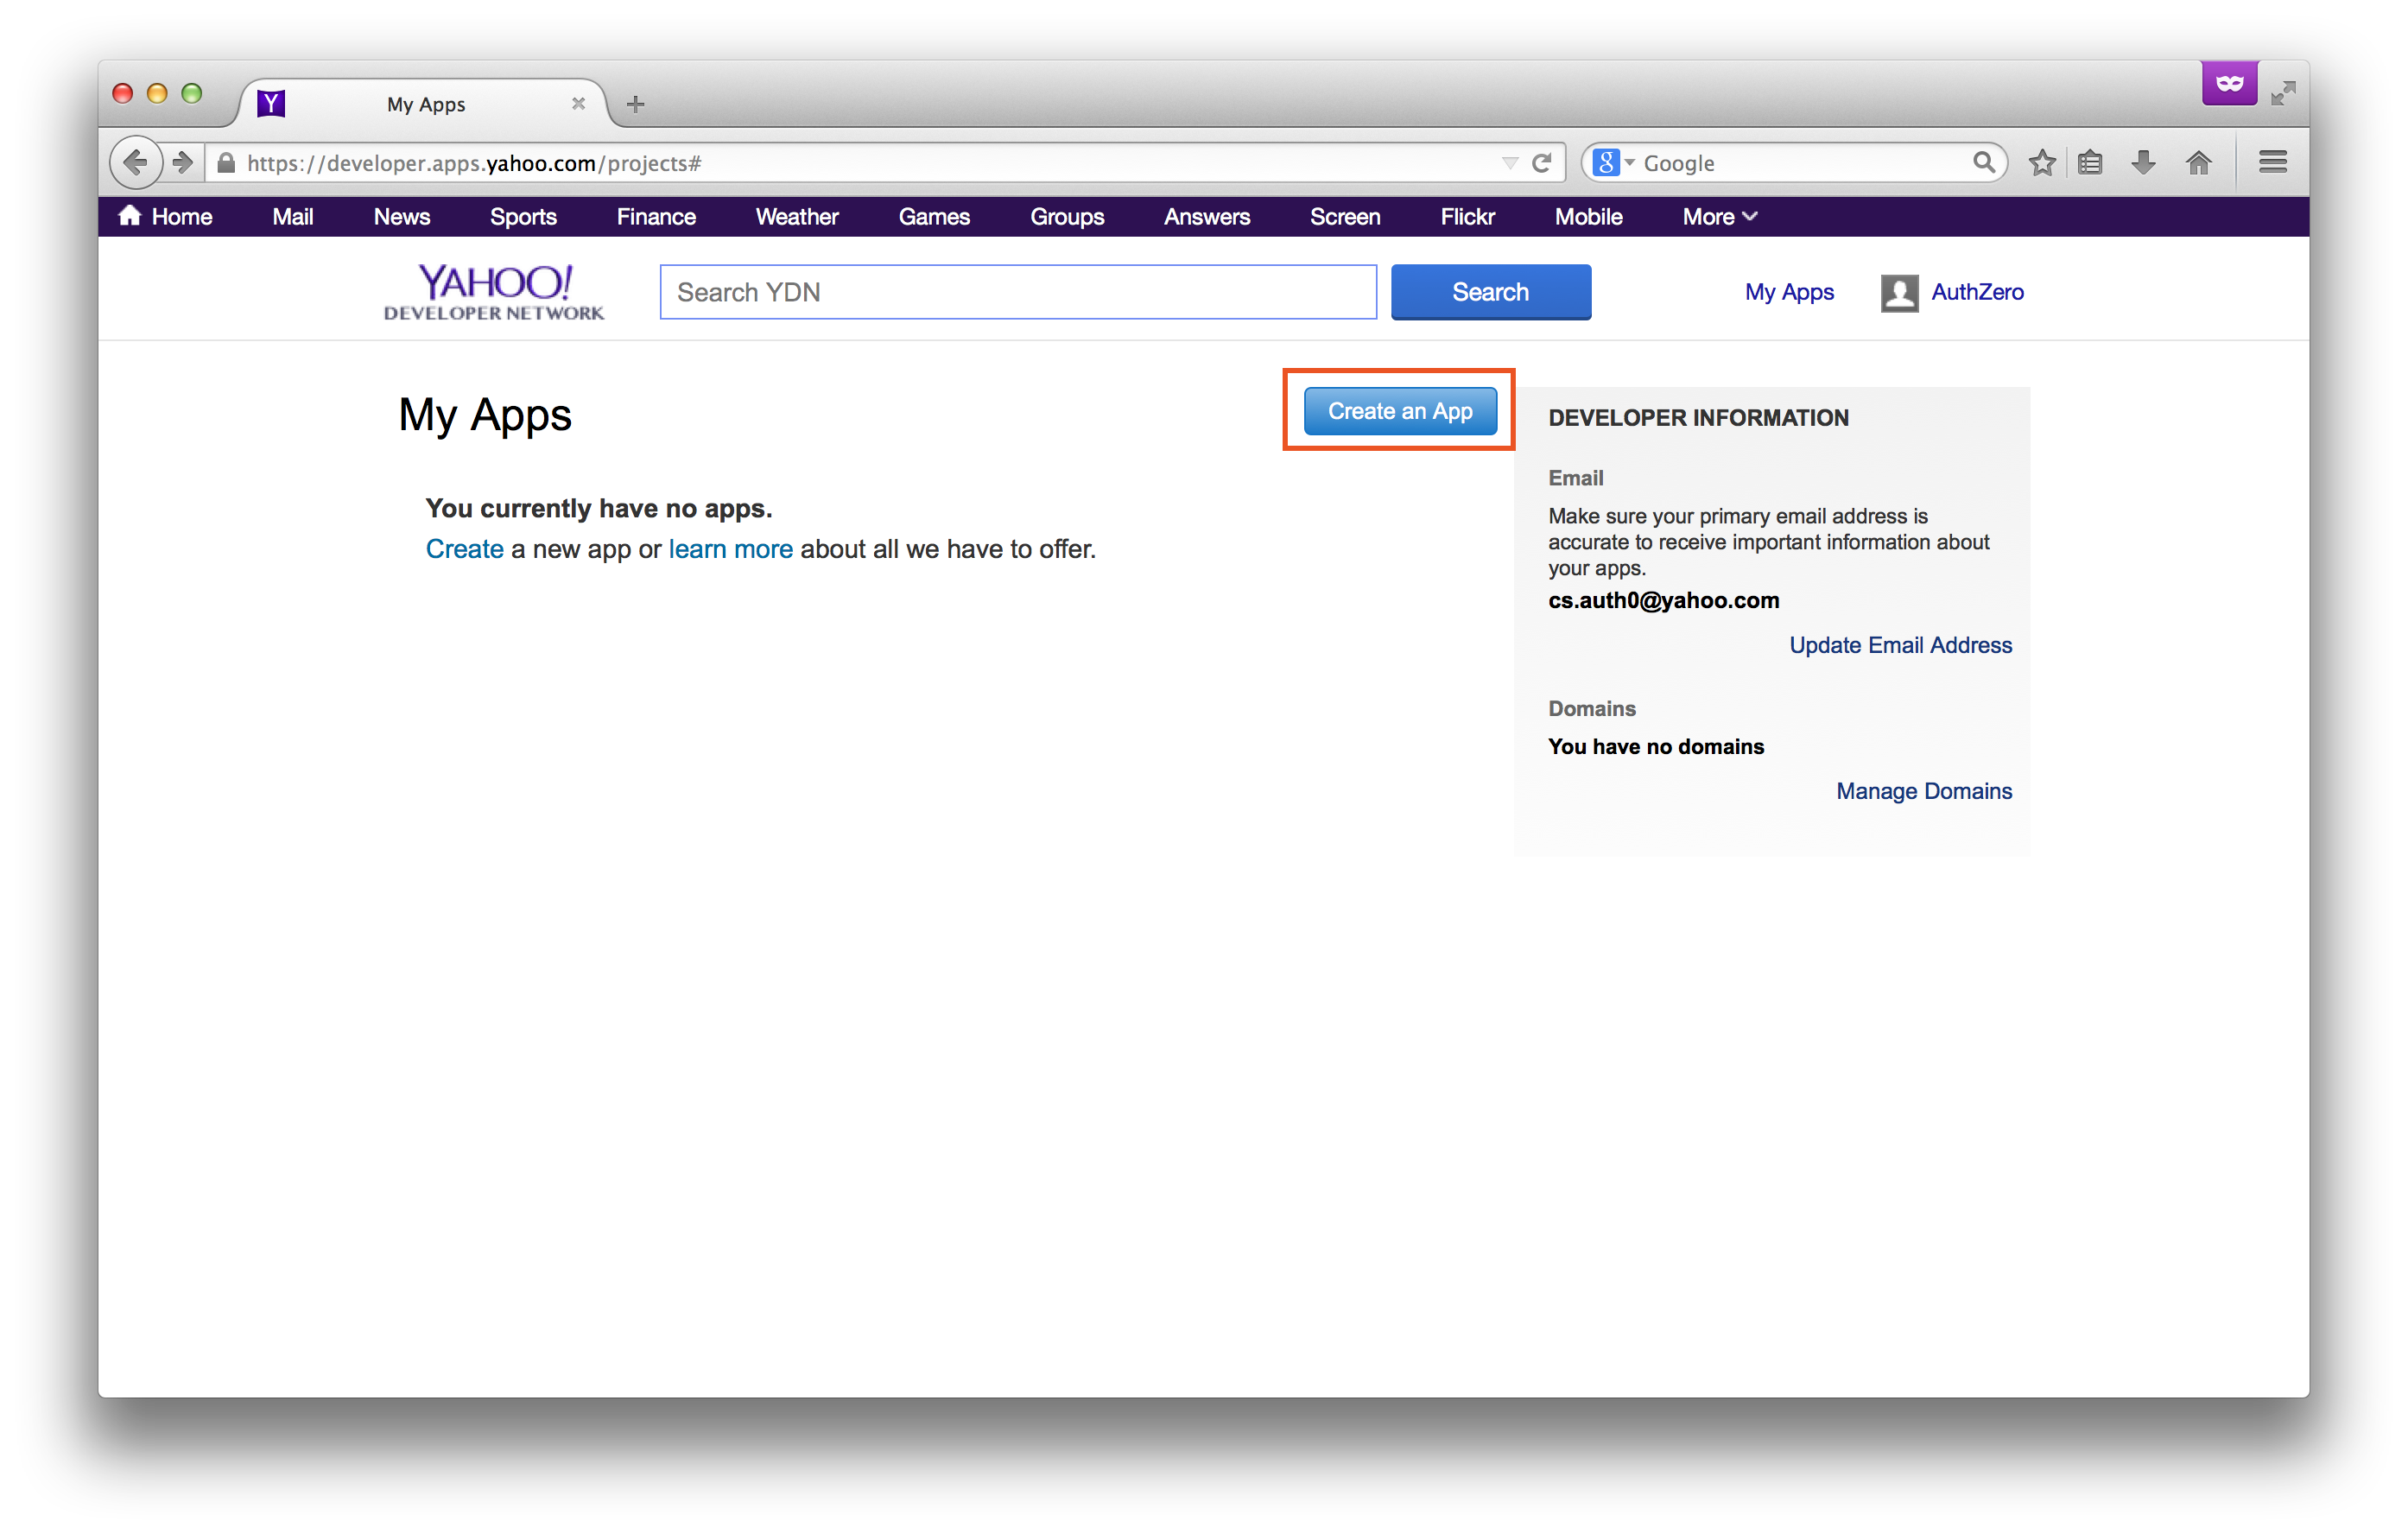 Y My Apps
https://developer.apps.yahoo.com/projects#
8 Google
Home Mail News Sports Finance Weather Games Groups Answers Screen Flickr Mobile More
YAHOO!
DEVELOPER NETWORK
Search YDN
Search
My Apps
AuthZero
My Apps
Create an App
You currently have no apps.
Create a new app or learn more about all we have to offer.
DEVELOPER INFORMATION
Email
Make sure your primary email address is
accurate to receive important information about
your apps.
cs.auth0@yahoo.com
Update Email Address
Domains
You have no domains
Manage Domains